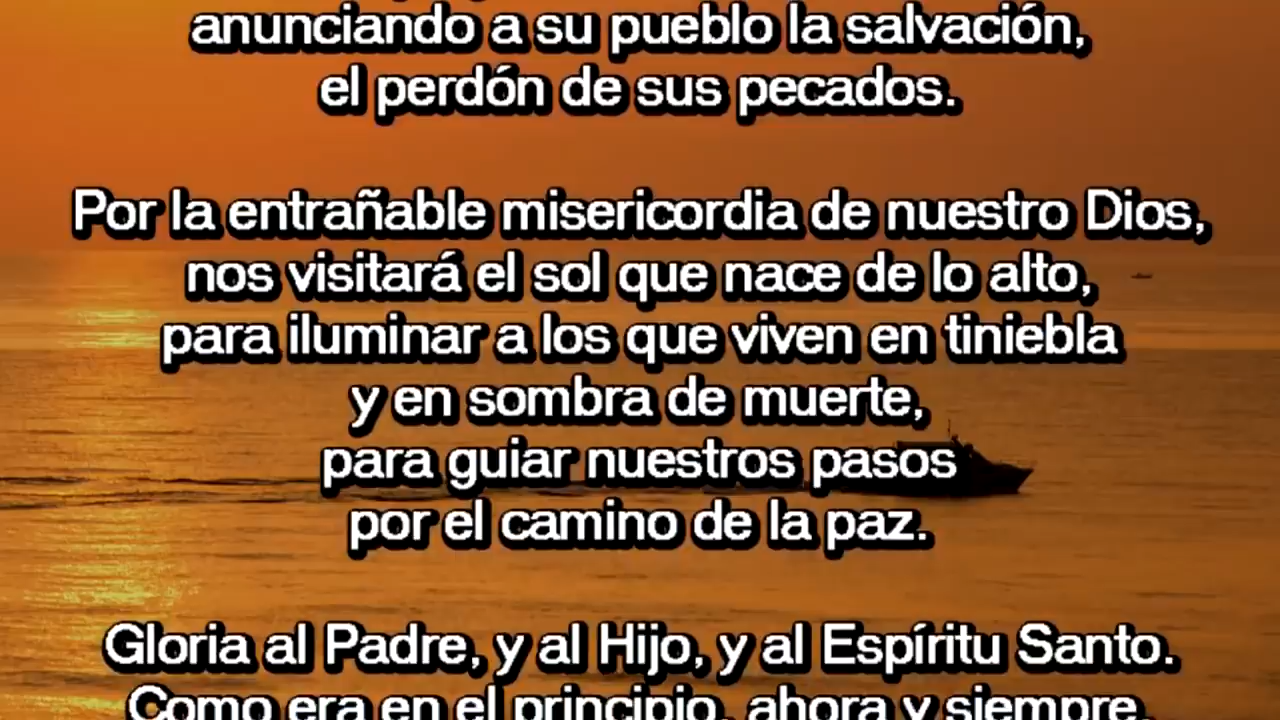 anunciando a su pueblo la salvación,
el perdón de sus pecados.
Por la entrañable misericordia de nuestro Dios,
nos visitará el sol que nace de lo alto,
para iluminar a los que viven en tiniebla
y en sombra de muerte,
para guiar nuestros pasos
por el camino de la paz.
Gloria al Padre, y al Hijo, y al Espíritu Santo.
Como era en el principio, ahora y siempre,